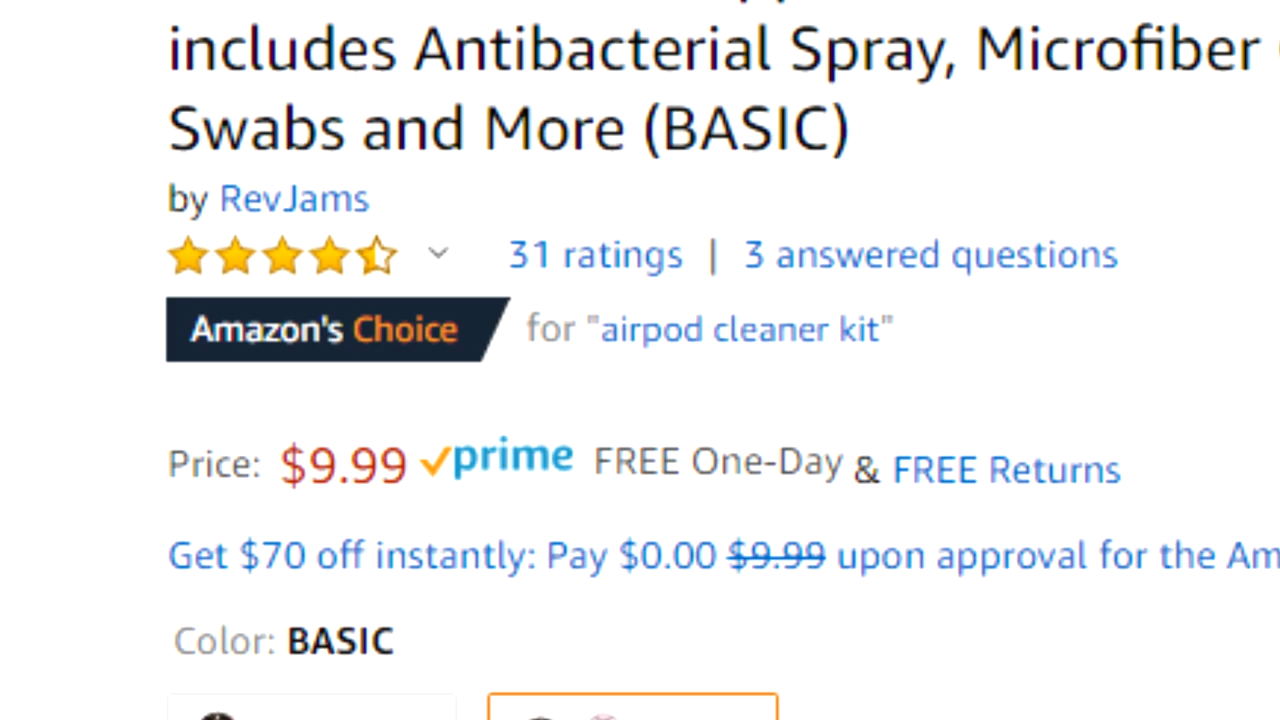 includes Antibacterial Spray, Microfiber
Swabs and More (BASIC)
by RevJams
31 ratings | 3 answered questions
Amazon's Choice for "airpod cleaner kit"
Price: $9.99 prime FREE One-Day & FREE Returns
Get $70 off instantly: Pay $0.00 $9.99 upon approval for the Am
Color: BASIC